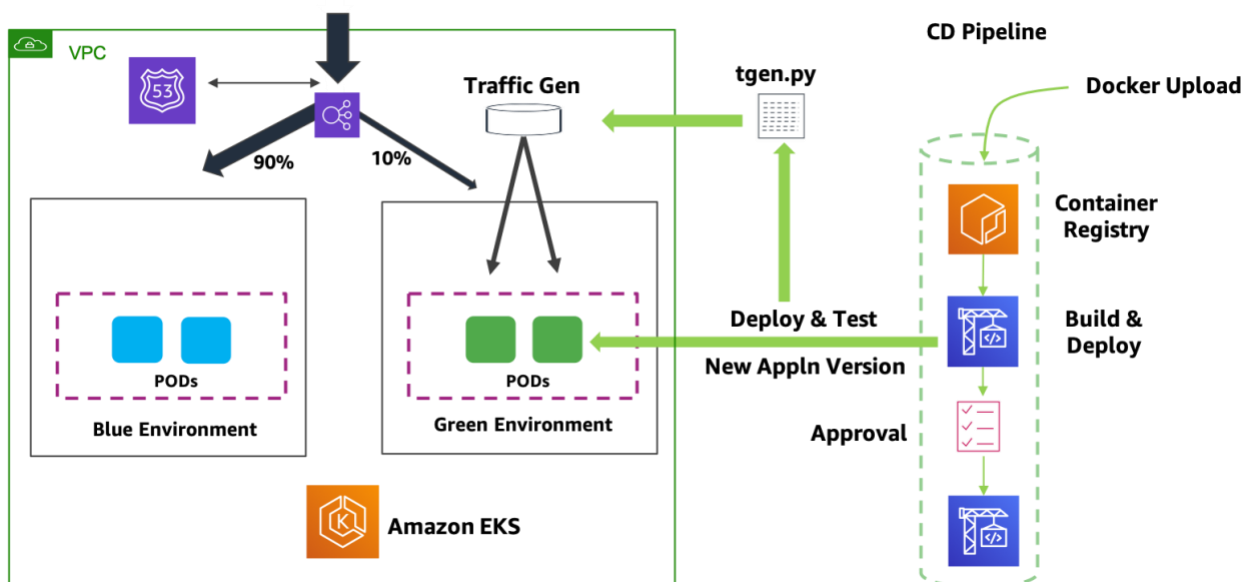 VPC
53
90%
10%
Traffic Gen
PODs
Blue Environment
PODs
Green Environment
K
Amazon EKS
tgen.py
Deploy & Test
New Appln Version
CD Pipeline
Docker Upload
Container
Registry
</>
Build &
Deploy
Approval
</>